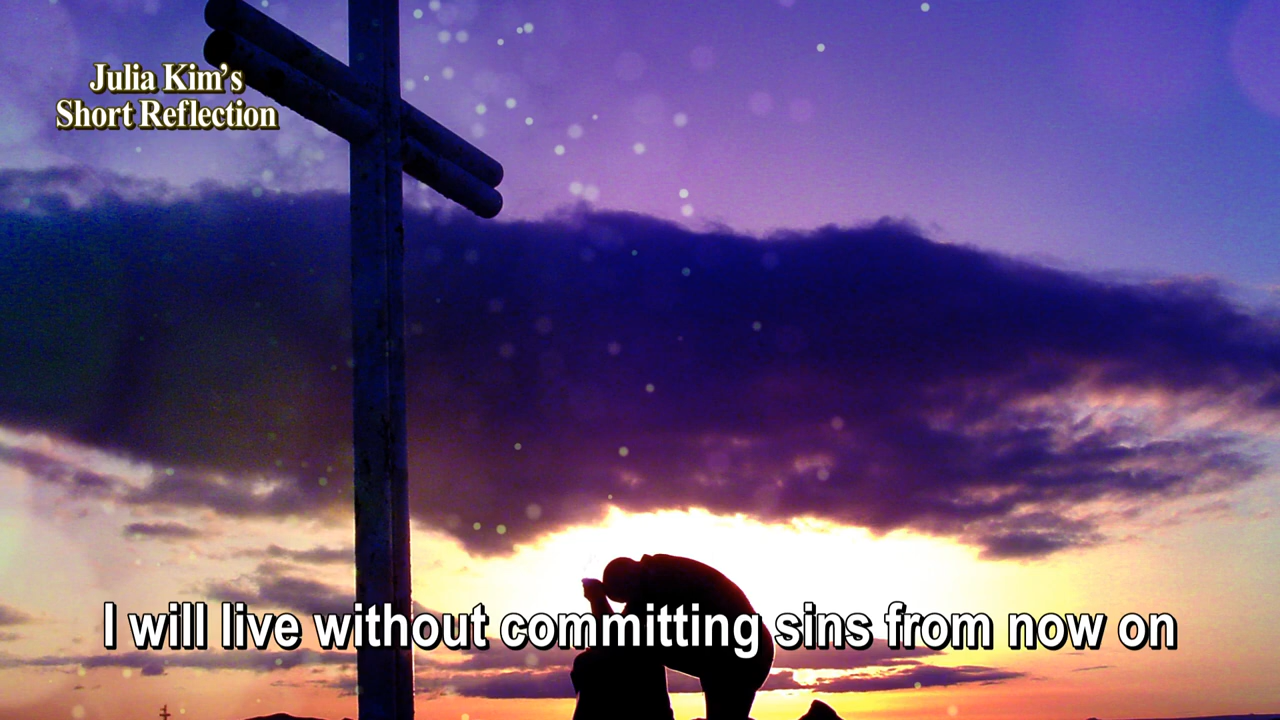 Julia Kim’s
Short Reflection
I will live without committing sins from now on